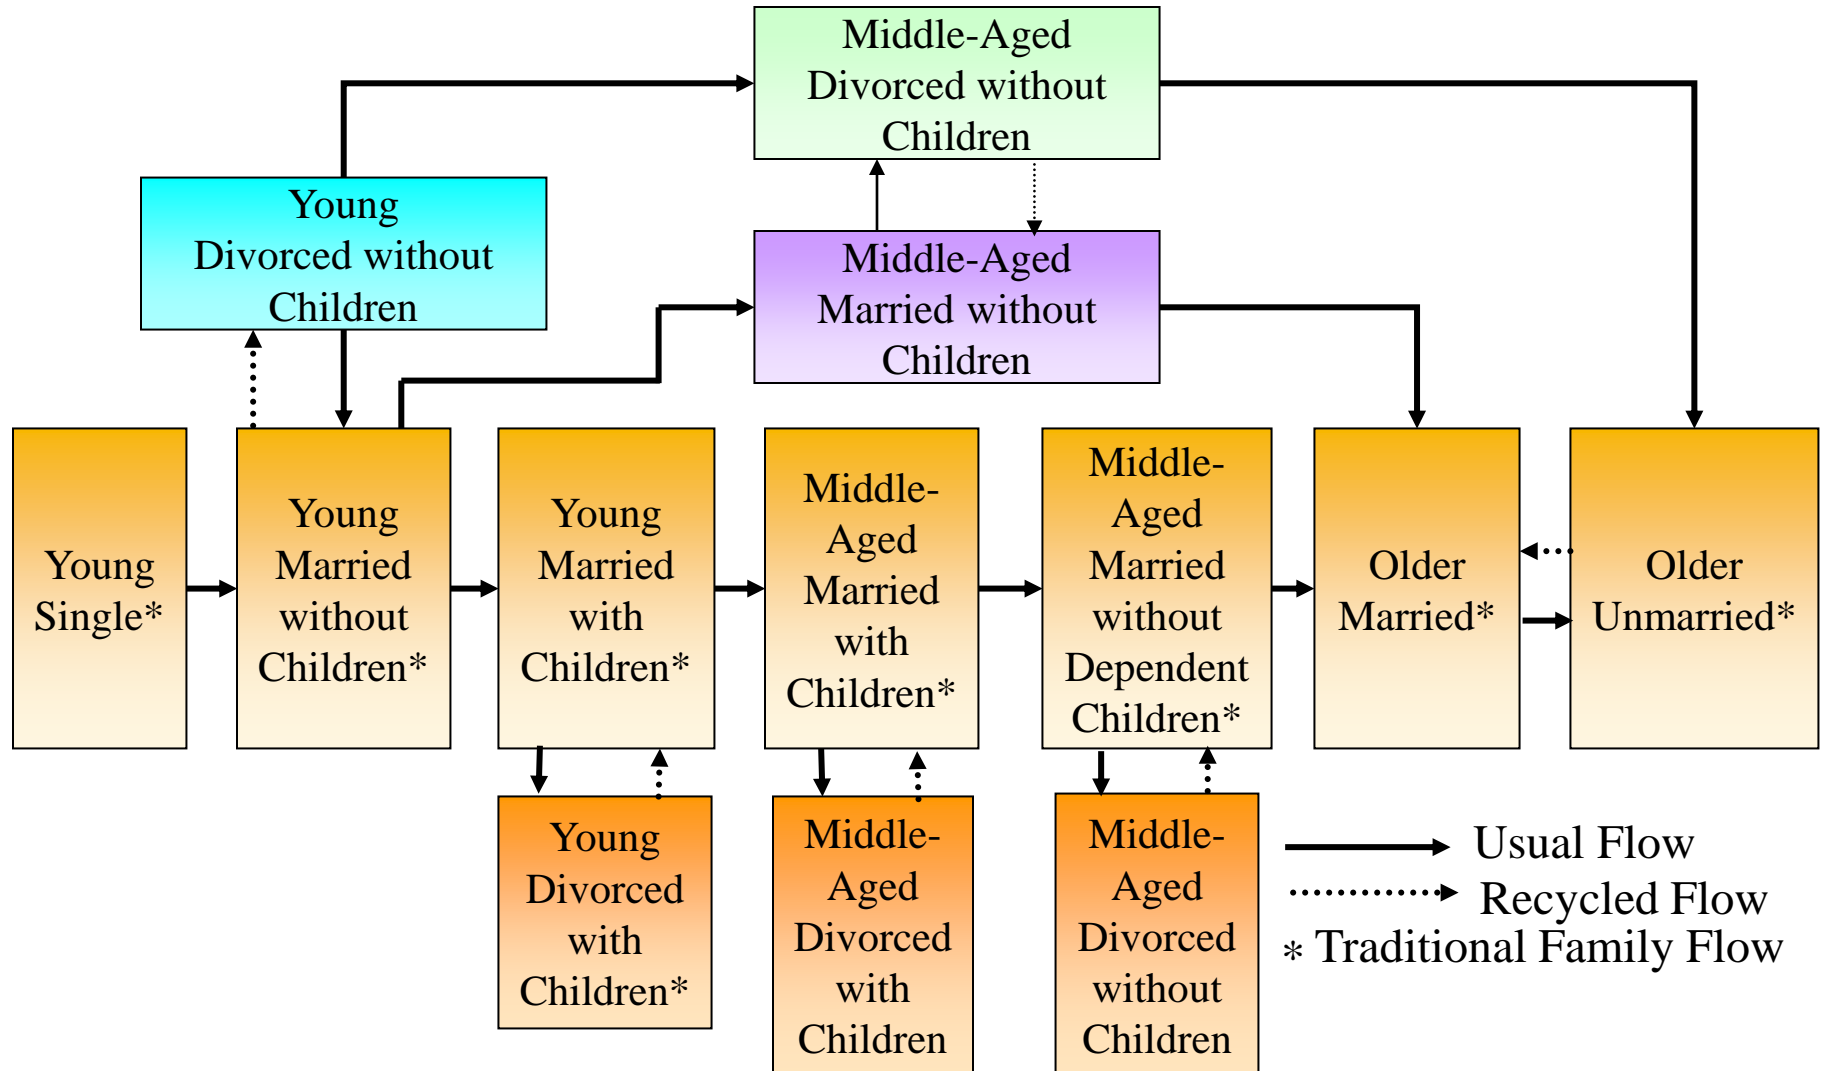 Middle-Aged
Divorced without
Children
Young
Divorced without
Children
Middle-Aged
Married without
Children
Young
Single*
Young
Married
without
Children*
Young
Married
with
Children*
Middle-
Aged
Married
with
Children*
Middle-
Aged
Married
without
Dependent
Children*
Older
Married*
Older
Unmarried*
Young
Divorced
with
Children*
Middle-
Aged
Divorced
with
Children
Middle-
Aged
Divorced
without
Children
Usual Flow
Recycled Flow
* Traditional Family Flow